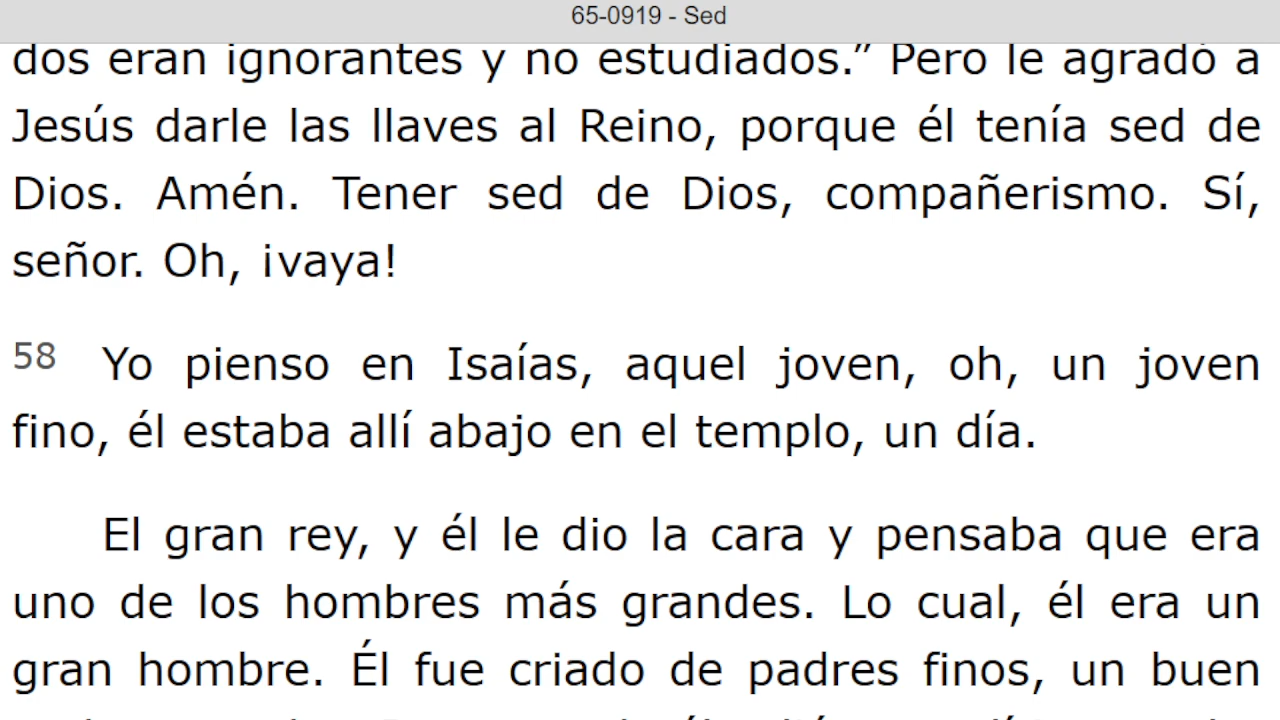 65-0919 - Sed
dos eran ignorantes y no estudiados.” Pero le agradó a
Jesús darle las llaves al Reino, porque él tenía sed de
Dios. Amén. Tener sed de Dios, compañerismo. Sí,
señor. Oh, ¡vaya!
58 Yo pienso en Isaías, aquel joven, oh, un joven
fino, él estaba allí abajo en el templo, un día.
El gran rey, y él le dio la cara y pensaba que era
uno de los hombres más grandes. Lo cual, él era un
gran hombre. Él fue criado de padres finos, un buen